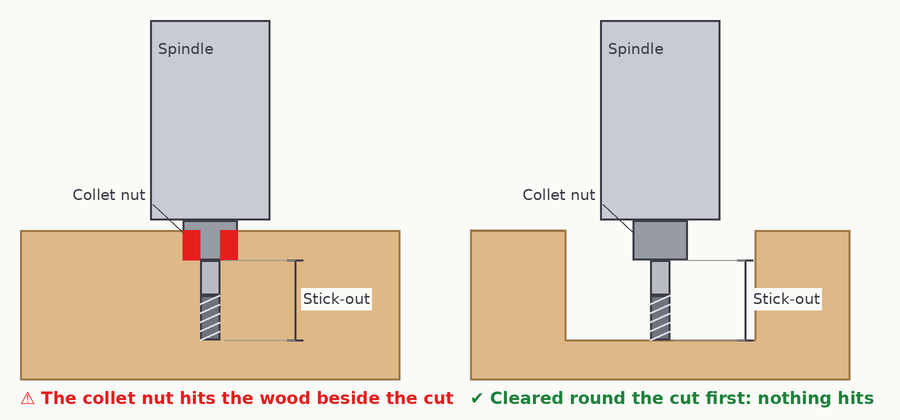 Spindle
Collet nut
Stick-out
⚠ The collet nut hits the wood beside the cut
Spindle
Collet nut
Stick-out
✔ Cleared round the cut first: nothing hits